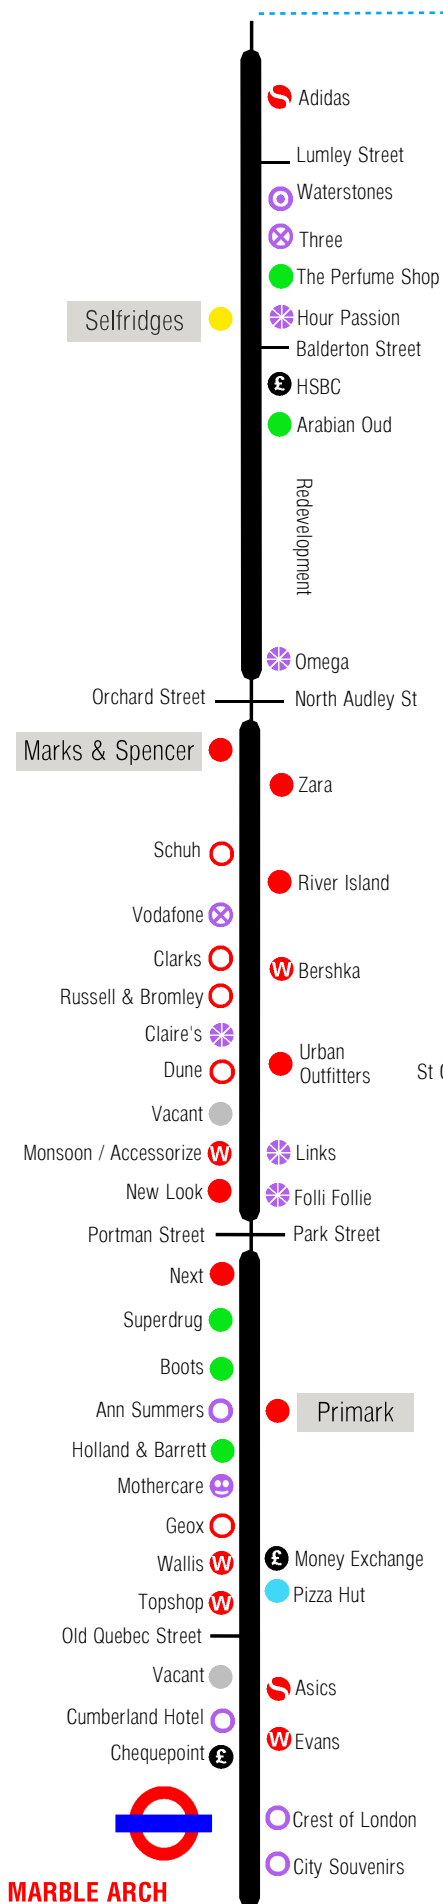 Adidas
Lumley Street
Waterstones
Three
The Perfume Shop
Selfridges
Hour Passion
Balderton Street
£ HSBC
Arabian Oud
Redevelopment
Omega
Orchard Street
North Audley St
Marks & Spencer
Zara
Schuh
River Island
Vodafone
Clarks
W Bershka
Russell & Bromley
Claire's
Urban
Outfitters
St
Dune
Vacant
Monsoon / Accessorize W
Links
New Look
Folli Follie
Portman Street
Park Street
Next
Superdrug
Boots
Ann Summers
Primark
Holland & Barrett
Mothercare
Geox
Wallis W
£ Money Exchange
Topshop W
Pizza Hut
Old Quebec Street
Vacant
Asics
Cumberland Hotel
W Evans
Chequepoint £
Crest of London
City Souvenirs
MARBLE ARCH